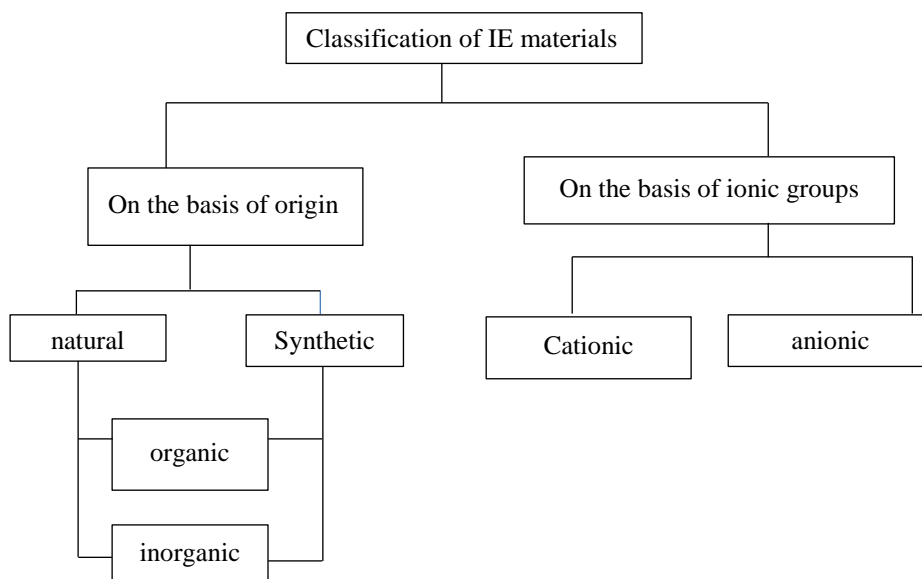 Classification of IE materials
On the basis of origin
On the basis of ionic groups
natural
Synthetic
Cationic
anionic
organic
inorganic